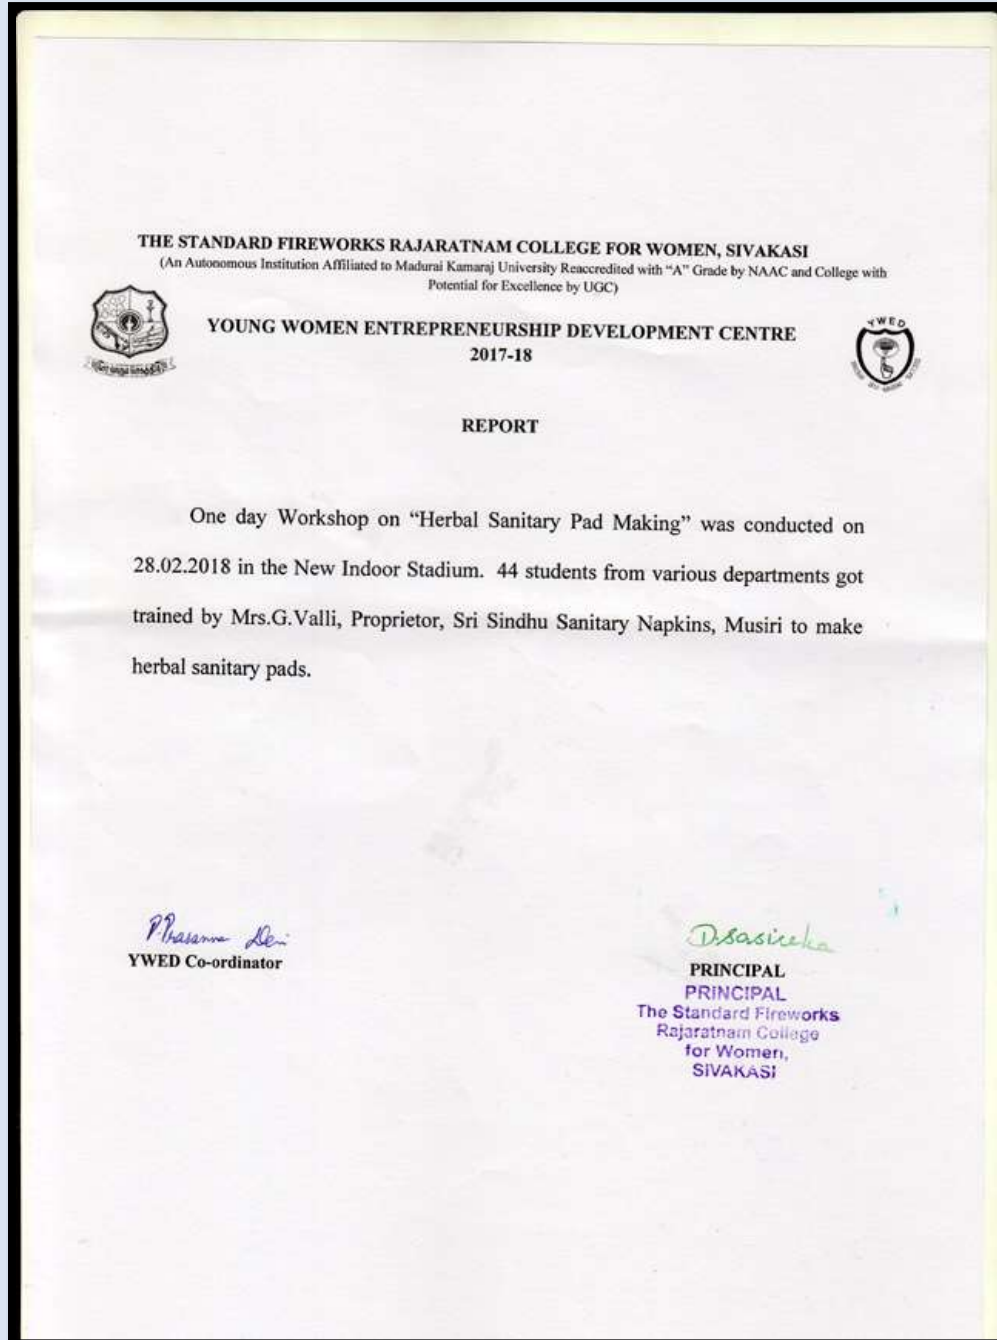 THE STANDARD FIREWORKS RAJARATNAM COLLEGE FOR WOMEN, SIVAKASI
(An Autonomous Institution Affiliated to Madurai Kamaraj University Reaccredited with "A" Grade by NAAC and College with
Potential for Excellence by UGC)
YOUNG WOMEN ENTREPRENEURSHIP DEVELOPMENT CENTRE
2017-18
YWED
REPORT
One day Workshop on “Herbal Sanitary Pad Making” was conducted on
28.02.2018 in the New Indoor Stadium. 44 students from various departments got
trained by Mrs.G.Valli, Proprietor, Sri Sindhu Sanitary Napkins, Musiri to make
herbal sanitary pads.
P.Prasanna Devi
YWED Co-ordinator
D.Sasireka
PRINCIPAL
PRINCIPAL
The Standard Fireworks
Rajaratnam College
for Women,
SIVAKASI